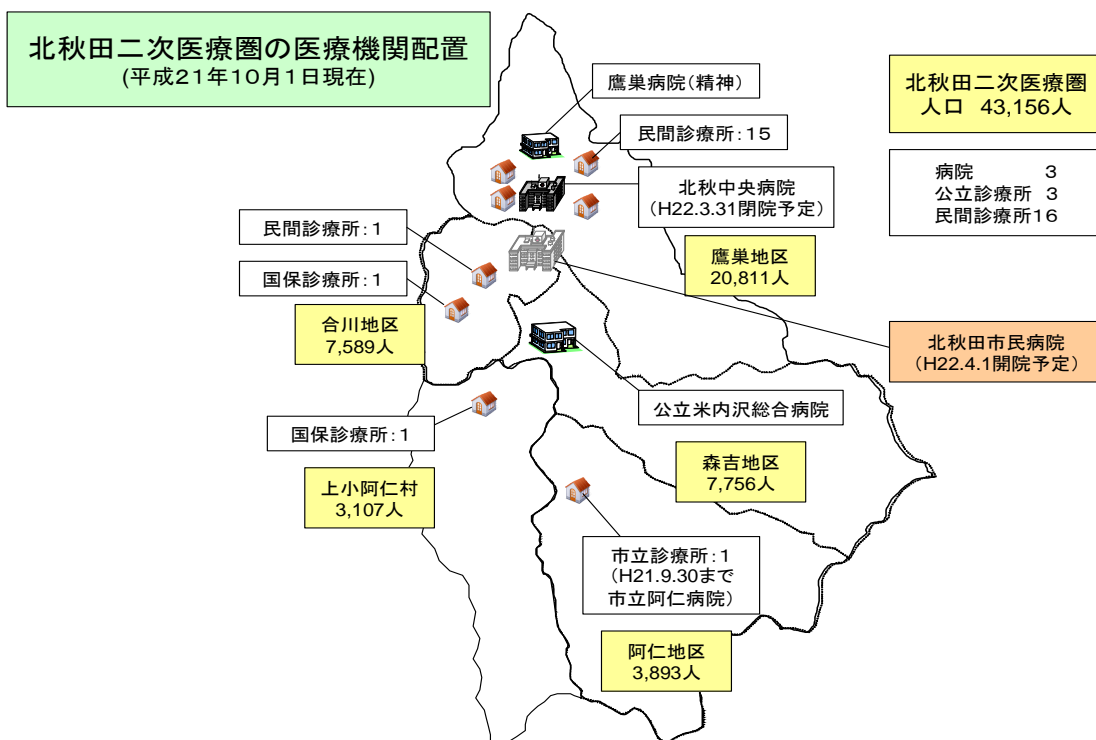 北秋田二次医療圏の医療機関配置
(平成21年10月1日現在)
北秋田二次医療圏
人口 43,156人
病院 3
公立診療所 3
民間診療所16
鷹巣病院(精神)
民間診療所:15
北秋中央病院
(H22.3.31閉院予定)
鷹巣地区
20,811人
民間診療所:1
国保診療所:1
合川地区
7,589人
北秋田市民病院
(H22.4.1開院予定)
公立米内沢総合病院
国保診療所:1
上小阿仁村
3,107人
森吉地区
7,756人
市立診療所:1
(H21.9.30まで
市立阿仁病院)
阿仁地区
3,893人